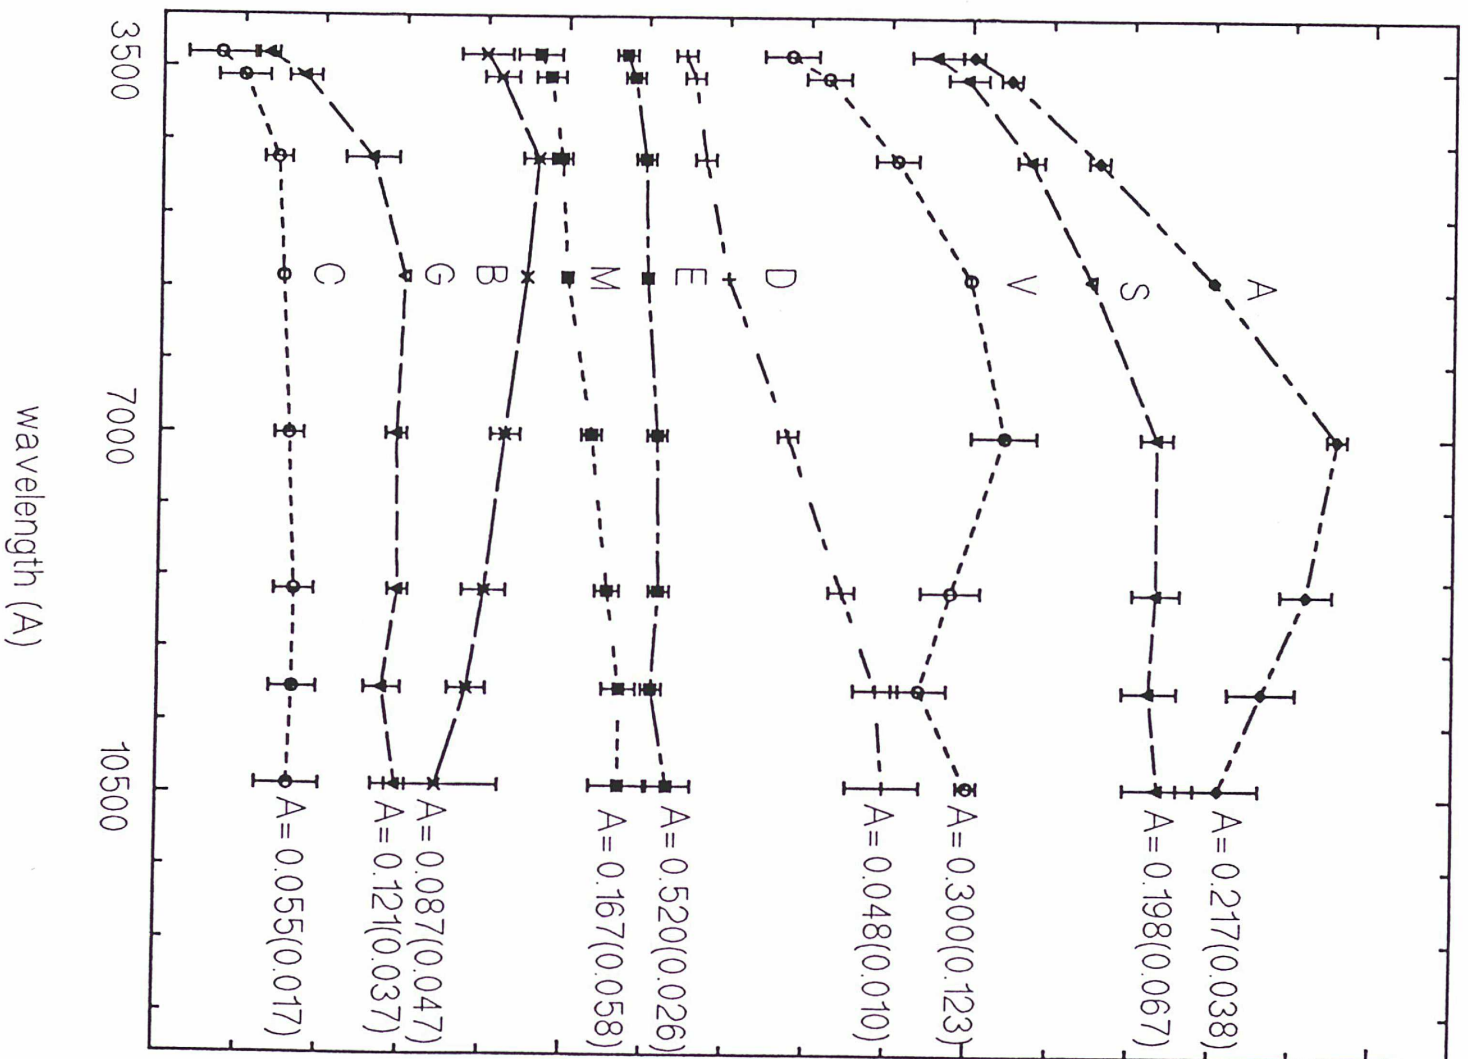 A
A=0.217(0.038)
S
A=0.198(0.067)
V
A=0.300(0.123)
D
A=0.048(0.010)
E
A=0.520(0.026)
M
A=0.167(0.058)
B
A=0.087(0.047)
G
A=0.121(0.037)
C
A=0.055(0.017)
3500
7000
10500
wavelength (A)